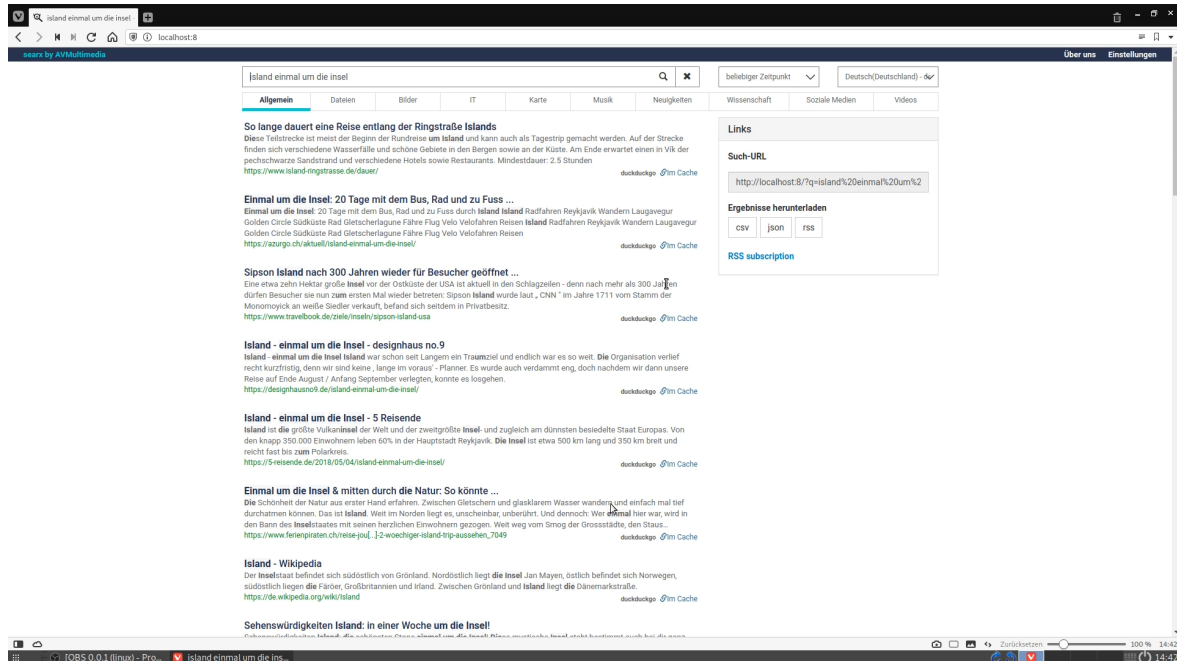 island einmal um die insel -
localhost:8
searx by AVMultimedia
Über uns Einstellungen
island einmal um die insel
beliebiger Zeitpunkt
Deutsch(Deutschland) - de
Allgemein Dateien Bilder IT Karte Musik Neuigkeiten Wissenschaft Soziale Medien Videos
So lange dauert eine Reise entlang der Ringstraße Islands
Diese Teilstrecke ist meist der Beginn der Rundreise um Island und kann auch als Tagestrip gemacht werden. Auf der Strecke
finden sich verschiedene Wasserfälle und schöne Gebiete in den Bergen sowie an der Küste. Am Ende erwartet einen in Vík der
pechschwarze Sandstrand und verschiedene Hotels sowie Restaurants. Mindestdauer: 2.5 Stunden
https://www.island-ringstrasse.de/dauer/
duckduckgo Im Cache
Einmal um die Insel: 20 Tage mit dem Bus, Rad und zu Fuss ...
Einmal um die Insel: 20 Tage mit dem Bus, Rad und zu Fuss durch Island Island Radfahren Reykjavik Wandern Laugavegur
Golden Circle Südküste Rad Gletscherlagune Fähre Flug Velo Velofahren Reisen Island Radfahren Reykjavik Wandern Laugavegur
Golden Circle Südküste Rad Gletscherlagune Fähre Flug Velo Velofahren Reisen
https://azurgo.ch/aktuell/island-einmal-um-die-insel/
duckduckgo Im Cache
Sipson Island nach 300 Jahren wieder für Besucher geöffnet ...
Eine etwa zehn Hektar große Insel vor der Ostküste der USA ist aktuell in den Schlagzeilen - denn nach mehr als 300 Jahren
dürfen Besucher sie nun zum ersten Mal wieder betreten: Sipson Island wurde laut „ CNN " im Jahre 1711 vom Stamm der
Monomoyick an weiße Siedler verkauft, befand sich seitdem in Privatbesitz.
https://www.travelbook.de/ziele/inseln/sipson-island-usa
duckduckgo Im Cache
Island - einmal um die Insel - designhaus no.9
Island - einmal um die Insel Island war schon seit Langem ein Traumziel und endlich war es so weit. Die Organisation verlief
recht kurzfristig, denn wir sind keine ‚ lange im voraus' - Planner. Es wurde auch verdammt eng, doch nachdem wir dann unsere
Reise auf Ende August / Anfang September verlegten, konnte es losgehen.
https://designhausno9.de/island-einmal-um-die-insel/
duckduckgo Im Cache
Island - einmal um die Insel - 5 Reisende
Island ist die größte Vulkaninsel der Welt und der zweitgrößte Insel- und zugleich am dünnsten besiedelte Staat Europas. Von
den knapp 350.000 Einwohnern leben 60% in der Hauptstadt Reykjavik. Die Insel ist etwa 500 km lang und 350 km breit und
reicht fast bis zum Polarkreis.
https://5-reisende.de/2018/05/04/island-einmal-um-die-insel/
duckduckgo Im Cache
Einmal um die Insel & mitten durch die Natur: So könnte ...
Die Schönheit der Natur aus erster Hand erfahren. Zwischen Gletschern und glasklarem Wasser wandern und einfach mal tief
durchatmen können. Das ist Island. Weit im Norden liegt es, unscheinbar, unberührt. Und dennoch: Wer einmal hier war, wird in
den Bann des Inselstaates mit seinen herzlichen Einwohnern gezogen. Weit weg vom Smog der Grossstädte, den Staus...
https://www.ferienpiraten.ch/reise-jou[...]-2-woechiger-island-trip-aussehen_7049
duckduckgo Im Cache
Island - Wikipedia
Der Inselstaat befindet sich südöstlich von Grönland. Nordöstlich liegt die Insel Jan Mayen, östlich befindet sich Norwegen,
südöstlich liegen die Färöer, Großbritannien und Irland. Zwischen Grönland und Island liegt die Dänemarkstraße.
https://de.wikipedia.org/wiki/Island
duckduckgo Im Cache
Sehenswürdigkeiten Island: in einer Woche um die Insel!
Links
Such-URL
http://localhost:8/?q=island%20einmal%20um%2
Ergebnisse herunterladen
csv json rss
RSS subscription
Zurücksetzen 100 % 14:42
[OBS 0.0.1 (linux) - Pro... island einmal um die ins... 14:42